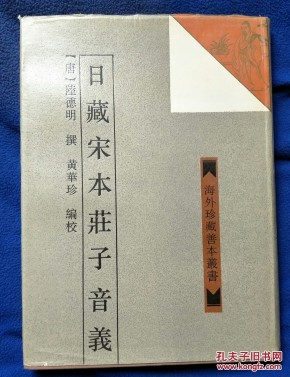 海外珍藏善本叢書
日藏宋本莊子音義
【唐】陸德明 撰 黄華珍 編校
孔夫子旧书网